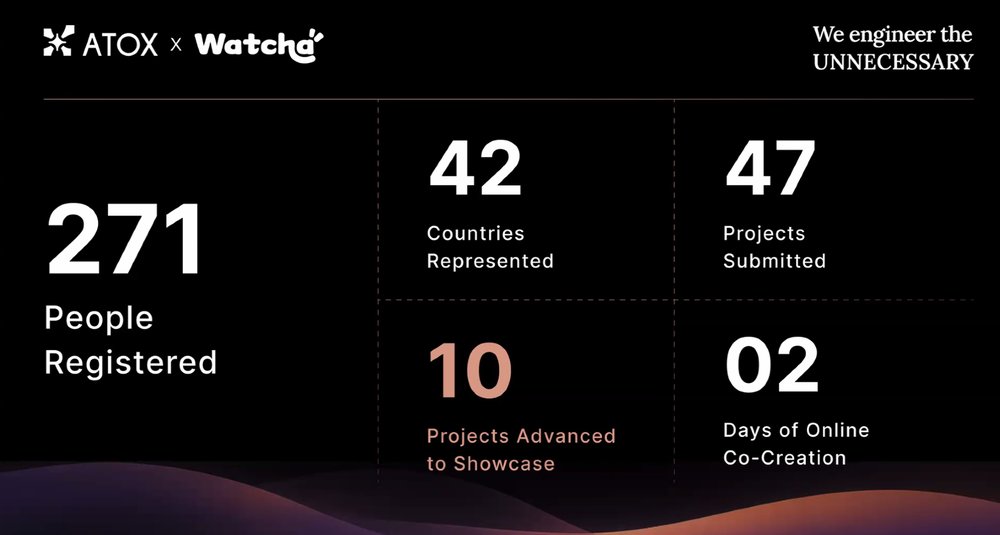 ATOX x Watcha
We engineer the
UNNECESSARY
271
People
Registered
42
Countries
Represented
47
Projects
Submitted
10
Projects Advanced
to Showcase
02
Days of Online
Co-Creation